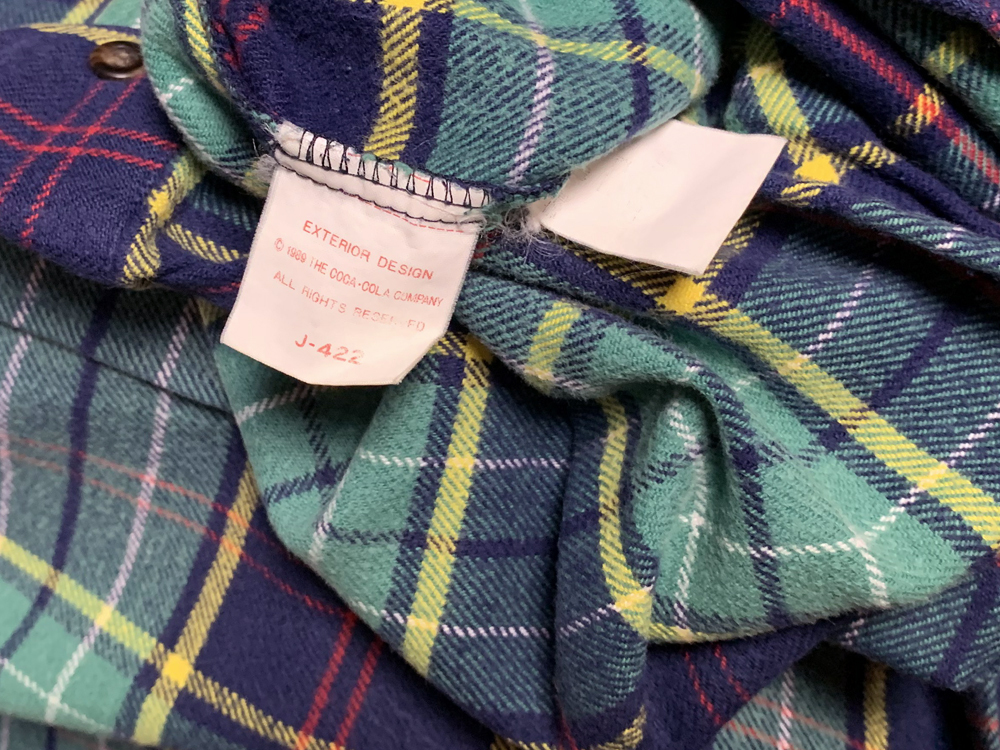 EXTERIOR DESIGN
© 1989 THE COCA-COLA COMPANY
ALL RIGHTS RESERVED
J-422